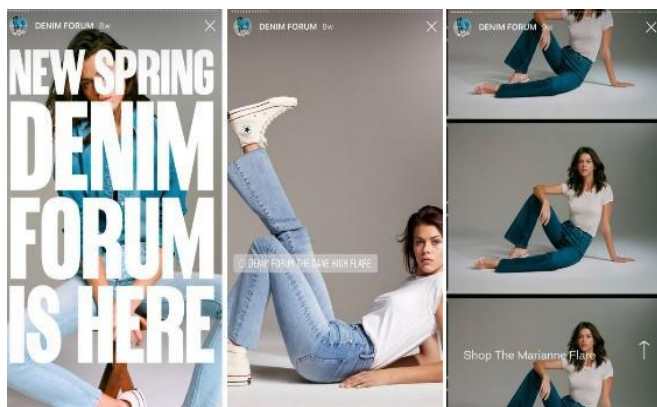 DENIM FORUM 8w
NEW SPRING
DENIM
FORUM
IS HERE
DENIM FORUM 8w
DENIM FORUM THE DANE HIGH FLARE
DENIM FORUM
Shop The Marianne Flare